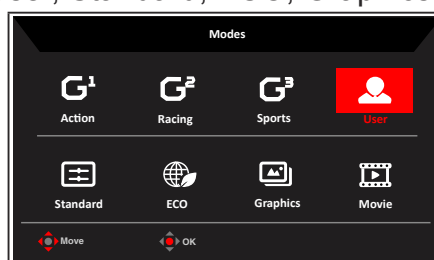 Modes
G¹ G² G³
Action Racing Sports User
Standard ECO Graphics Movie
Move OK